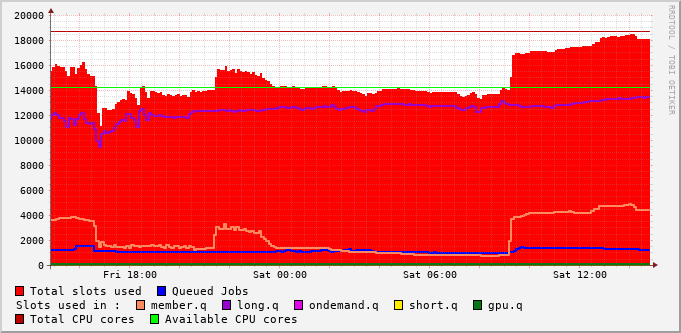 20000
18000
16000
14000
12000
10000
8000
6000
4000
2000
0
Fri 18:00 Sat 00:00 Sat 06:00 Sat 12:00
RRDTOOL / TOBI OETIKER
Total slots used Queued Jobs
Slots used in : member.q long.q ondemand.q short.q gpu.q
Total CPU cores Available CPU cores